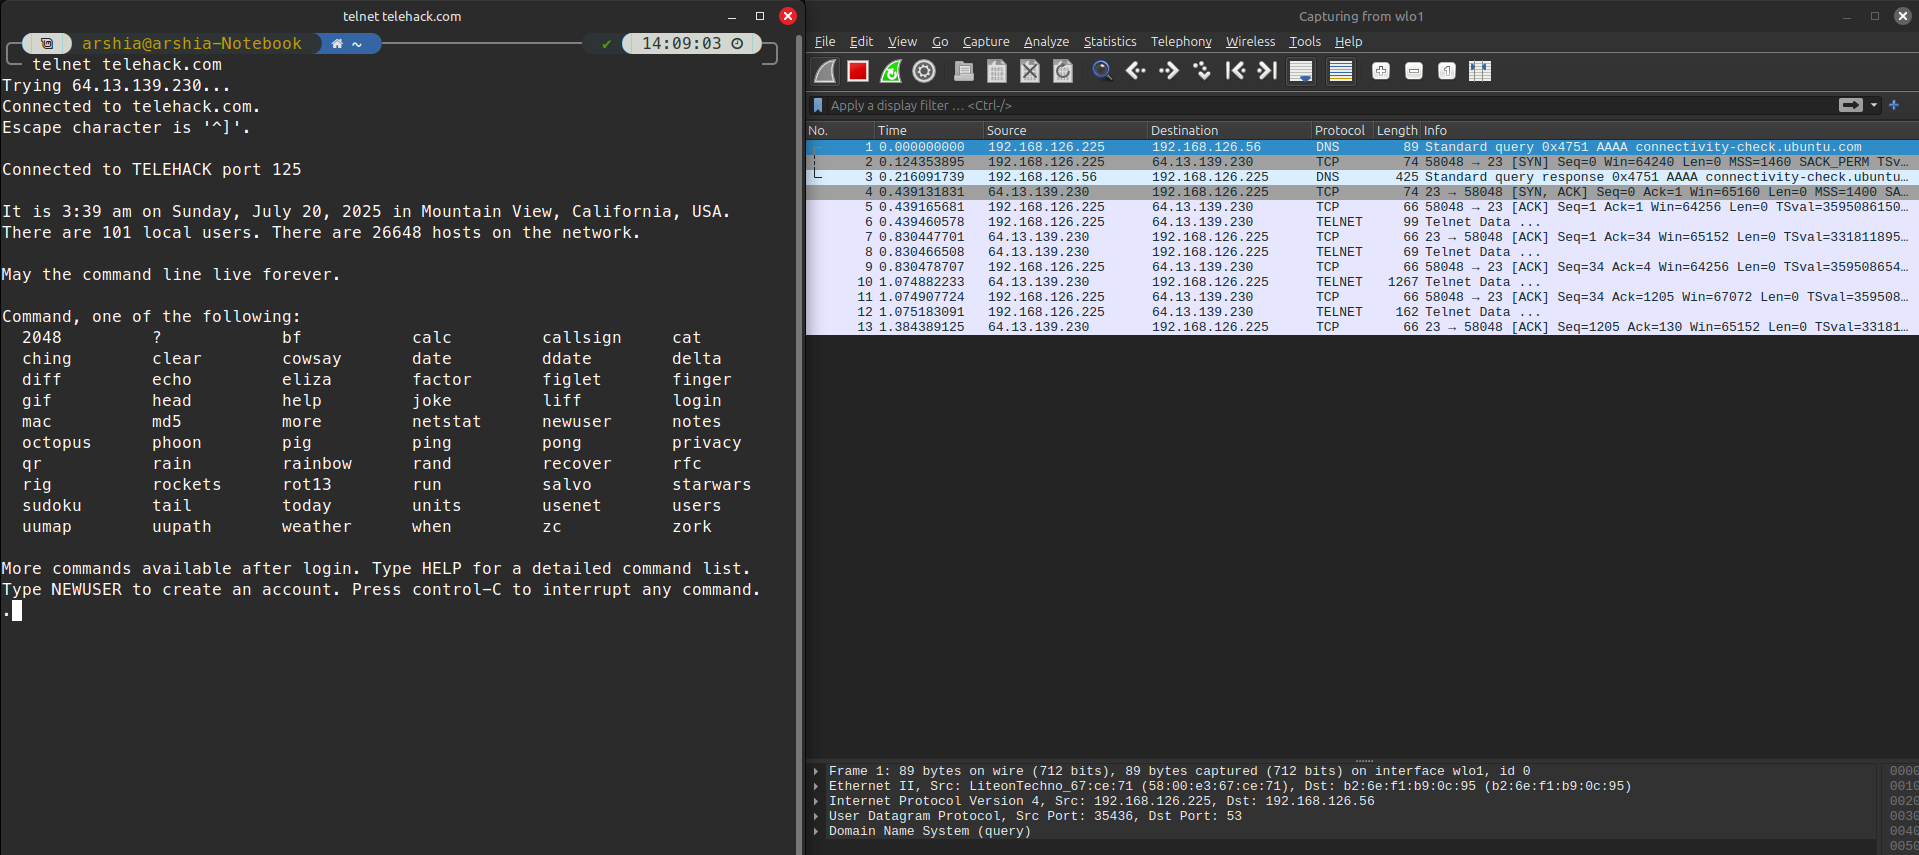 telnet telehack.com
arshia@arshia-Notebook ~ ✔ 14:09:03
telnet telehack.com
Trying 64.13.139.230...
Connected to telehack.com.
Escape character is '^]'.
Connected to TELEHACK port 125
It is 3:39 am on Sunday, July 20, 2025 in Mountain View, California, USA.
There are 101 local users. There are 26648 hosts on the network.
May the command line live forever.
Command, one of the following:
2048 ? bf calc callsign cat
ching clear cowsay date ddate delta
diff echo eliza factor figlet finger
gif head help joke liff login
mac md5 more netstat newuser notes
octopus phoon pig ping pong privacy
qr rain rainbow rand recover rfc
rig rockets rot13 run salvo starwars
sudoku tail today units usenet users
uumap uupath weather when zc zork
More commands available after login. Type HELP for a detailed command list.
Type NEWUSER to create an account. Press control-C to interrupt any command.
.
Capturing from wlo1
File Edit View Go Capture Analyze Statistics Telephony Wireless Tools Help
Apply a display filter … <Ctrl-/>
No. Time Source Destination Protocol Length Info
1 0.000000000 192.168.126.225 192.168.126.56 DNS 89 Standard query 0x4751 AAAA connectivity-check.ubuntu.com
2 0.124353895 192.168.126.225 64.13.139.230 TCP 74 58048 → 23 [SYN] Seq=0 Win=64240 Len=0 MSS=1460 SACK_PERM TSv…
3 0.216091739 192.168.126.56 192.168.126.225 DNS 425 Standard query response 0x4751 AAAA connectivity-check.ubuntu…
4 0.439131831 64.13.139.230 192.168.126.225 TCP 74 23 → 58048 [SYN, ACK] Seq=0 Ack=1 Win=65160 Len=0 MSS=1400 SA…
5 0.439165681 192.168.126.225 64.13.139.230 TCP 66 58048 → 23 [ACK] Seq=1 Ack=1 Win=64256 Len=0 TSval=3595086150…
6 0.439460578 192.168.126.225 64.13.139.230 TELNET 99 Telnet Data ...
7 0.830447701 64.13.139.230 192.168.126.225 TCP 66 23 → 58048 [ACK] Seq=1 Ack=34 Win=65152 Len=0 TSval=331811895…
8 0.830466508 64.13.139.230 192.168.126.225 TELNET 69 Telnet Data ...
9 0.830478707 192.168.126.225 64.13.139.230 TCP 66 58048 → 23 [ACK] Seq=34 Ack=4 Win=64256 Len=0 TSval=359508654…
10 1.074882233 64.13.139.230 192.168.126.225 TELNET 1267 Telnet Data ...
11 1.074907724 192.168.126.225 64.13.139.230 TCP 66 58048 → 23 [ACK] Seq=34 Ack=1205 Win=67072 Len=0 TSval=359508…
12 1.075183091 192.168.126.225 64.13.139.230 TELNET 162 Telnet Data ...
13 1.384389125 64.13.139.230 192.168.126.225 TCP 66 23 → 58048 [ACK] Seq=1205 Ack=130 Win=65152 Len=0 TSval=33181…
Frame 1: 89 bytes on wire (712 bits), 89 bytes captured (712 bits) on interface wlo1, id 0
Ethernet II, Src: LiteonTechno_67:ce:71 (58:00:e3:67:ce:71), Dst: b2:6e:f1:b9:0c:95 (b2:6e:f1:b9:0c:95)
Internet Protocol Version 4, Src: 192.168.126.225, Dst: 192.168.126.56
User Datagram Protocol, Src Port: 35436, Dst Port: 53
Domain Name System (query)
0000
0010
0020
0030
0040
0050